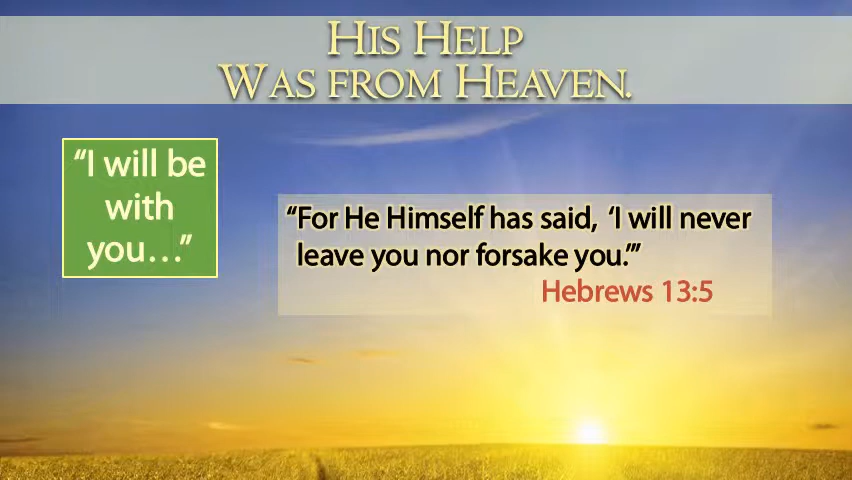 HIS HELP
WAS FROM HEAVEN.
“I will be
with
you…”
“For He Himself has said, ‘I will never
leave you nor forsake you.’”
Hebrews 13:5